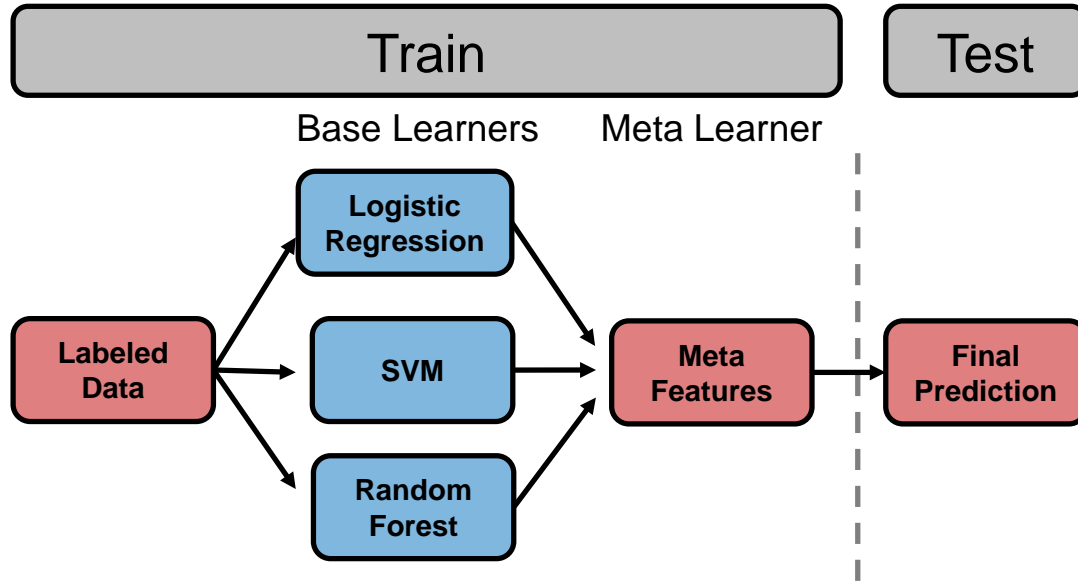 Train
Test
Base Learners
Meta Learner
Logistic
Regression
Labeled
Data
SVM
Meta
Features
Final
Prediction
Random
Forest